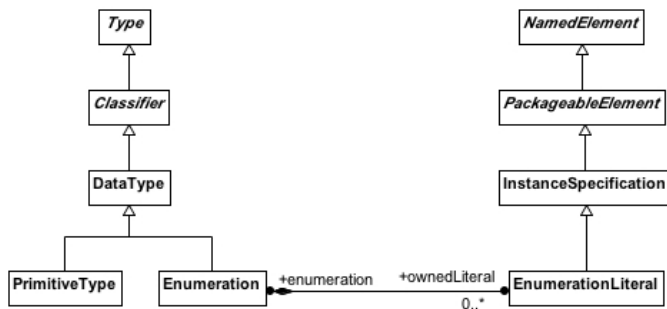 Type
NamedElement
Classifier
PackageableElement
DataType
InstanceSpecification
PrimitiveType
Enumeration
+enumeration
+ownedLiteral
0..*
EnumerationLiteral